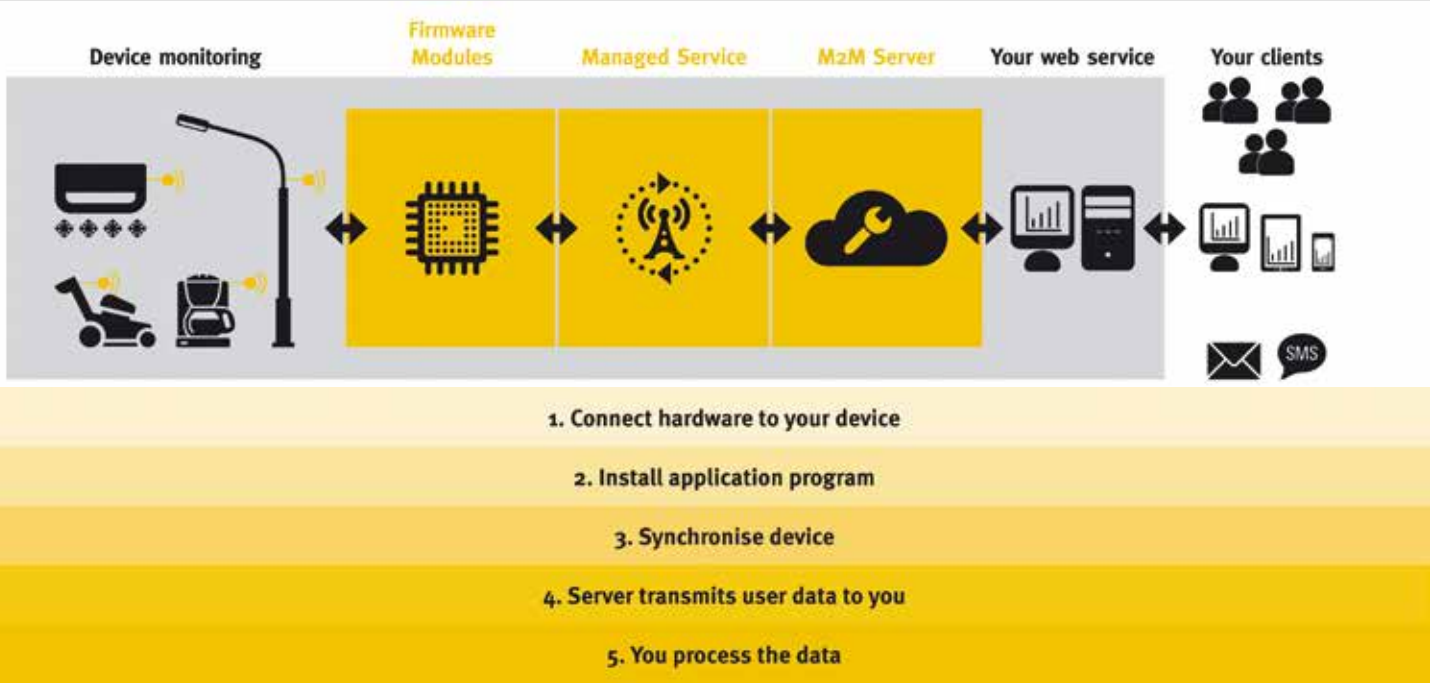 Device monitoring
Firmware
Modules
Managed Service
M2M Server
Your web service
Your clients
SMS
1. Connect hardware to your device
2. Install application program
3. Synchronise device
4. Server transmits user data to you
5. You process the data